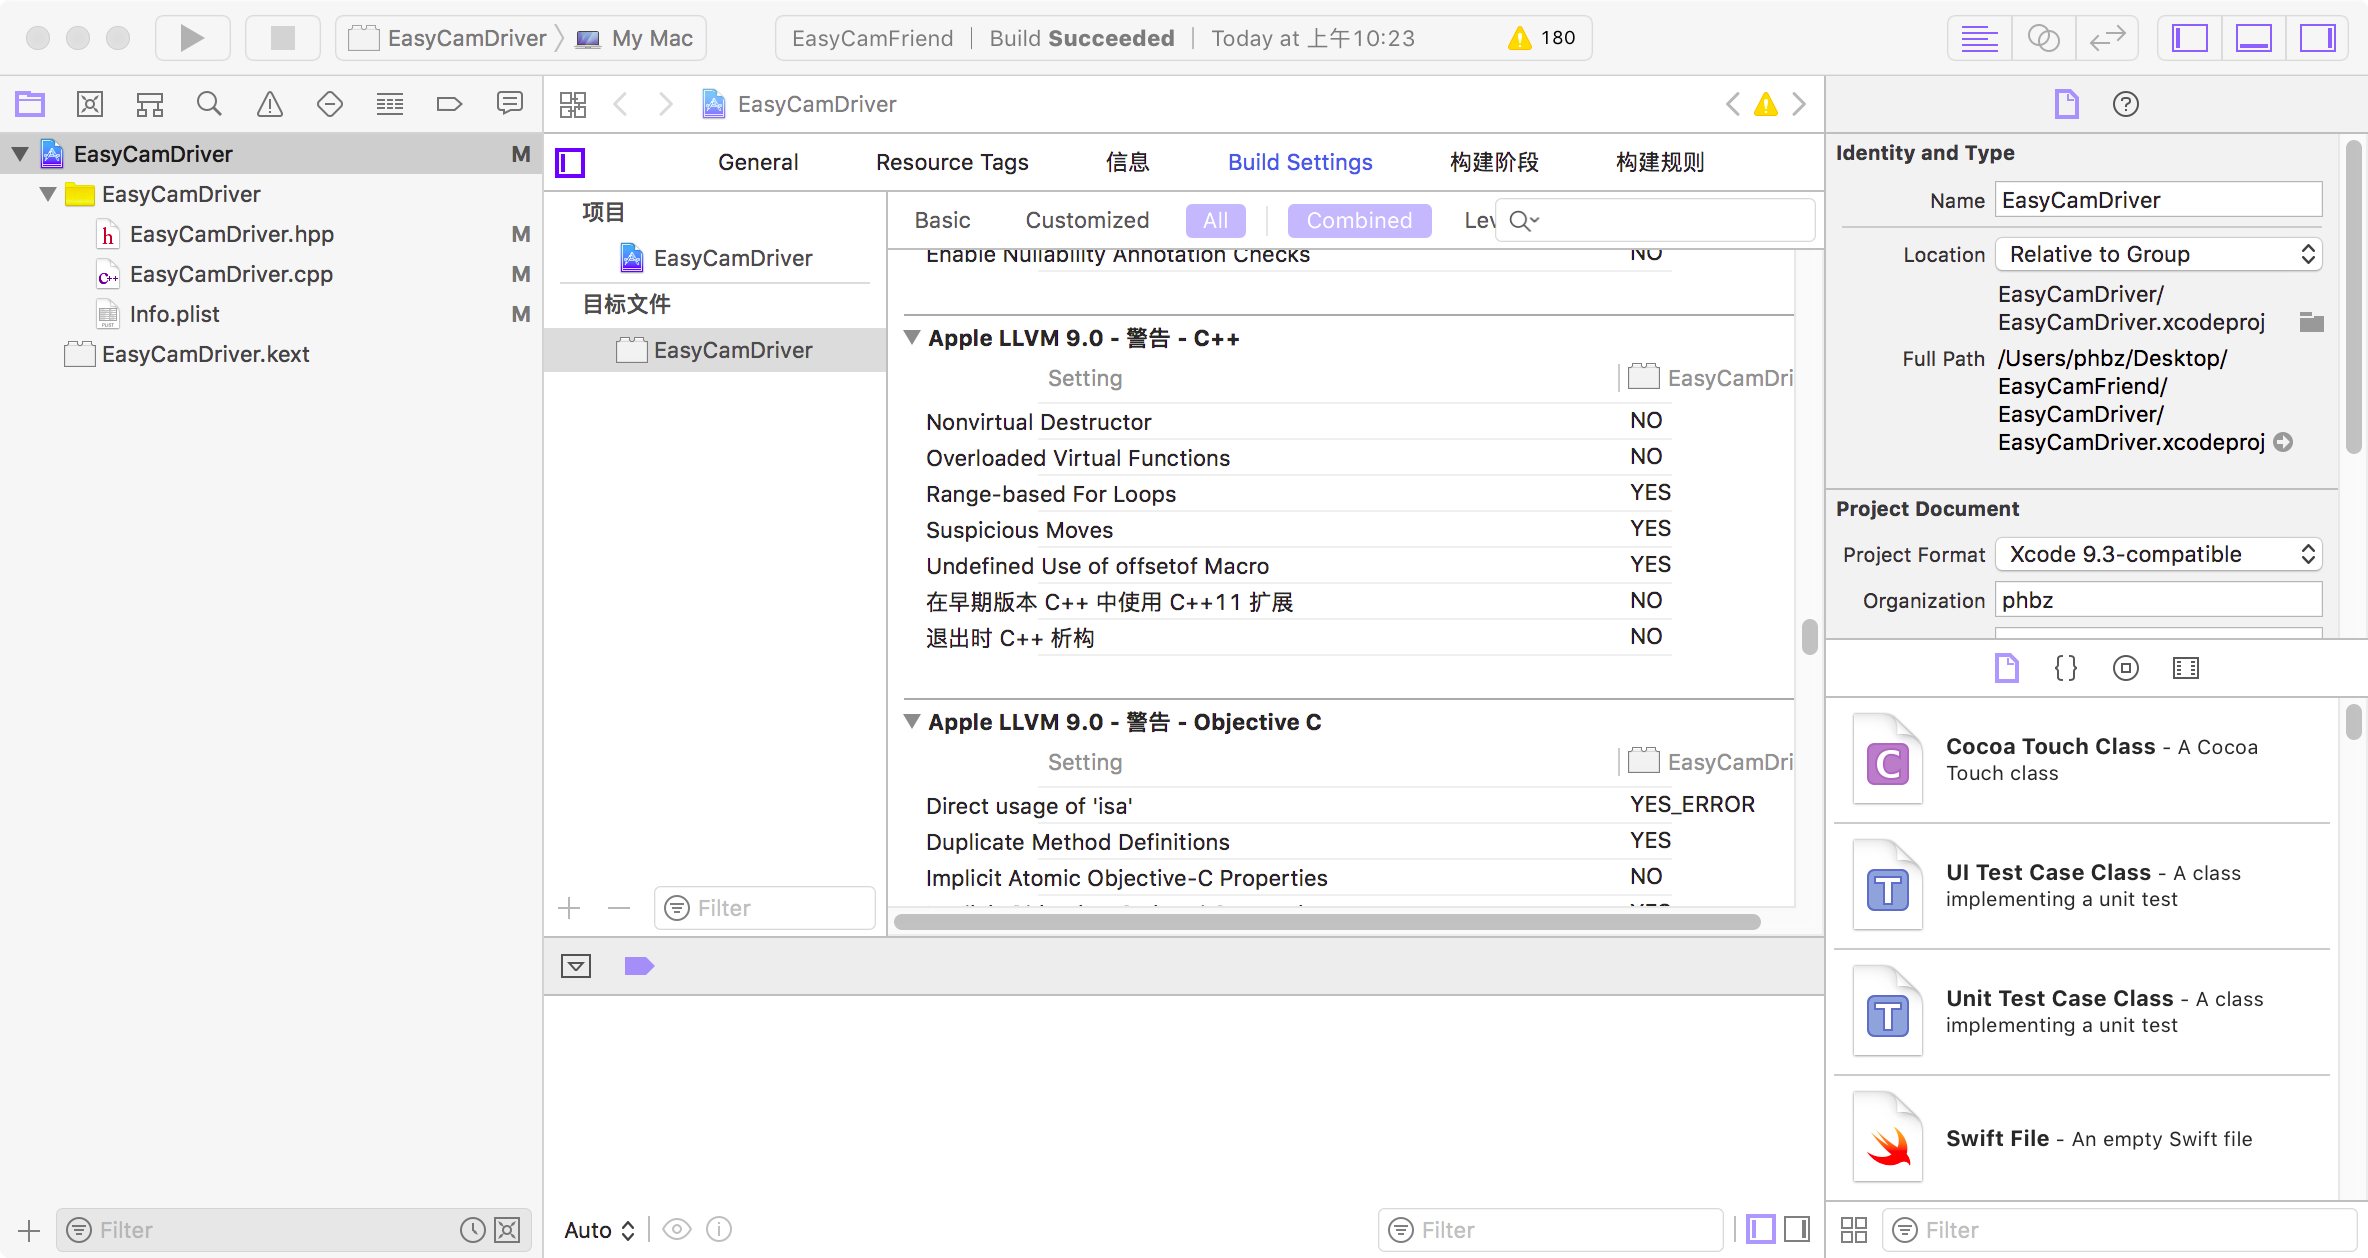 EasyCamDriver My Mac
EasyCamFriend Build Succeeded Today at 上午10:23 180
EasyCamDriver
EasyCamDriver M
EasyCamDriver
EasyCamDriver.hpp M
EasyCamDriver.cpp M
Info.plist M
EasyCamDriver.kext
Filter
General Resource Tags 信息 Build Settings 构建阶段 构建规则
项目
EasyCamDriver
目标文件
EasyCamDriver
Filter
Basic Customized All Combined Lev
Enable Nullability Annotation Checks NO
Apple LLVM 9.0 - 警告 - C++
Setting EasyCamDri
Nonvirtual Destructor NO
Overloaded Virtual Functions NO
Range-based For Loops YES
Suspicious Moves YES
Undefined Use of offsetof Macro YES
在早期版本 C++ 中使用 C++11 扩展 NO
退出时 C++ 析构 NO
Apple LLVM 9.0 - 警告 - Objective C
Setting EasyCamDri
Direct usage of 'isa' YES_ERROR
Duplicate Method Definitions YES
Implicit Atomic Objective-C Properties NO
Auto
Filter
Identity and Type
Name EasyCamDriver
Location Relative to Group
EasyCamDriver/
EasyCamDriver.xcodeproj
Full Path /Users/phbz/Desktop/
EasyCamFriend/
EasyCamDriver/
EasyCamDriver.xcodeproj
Project Document
Project Format Xcode 9.3-compatible
Organization phbz
{}
C Cocoa Touch Class - A Cocoa
Touch class
T UI Test Case Class - A class
implementing a unit test
T Unit Test Case Class - A class
implementing a unit test
Swift File - An empty Swift file
Filter